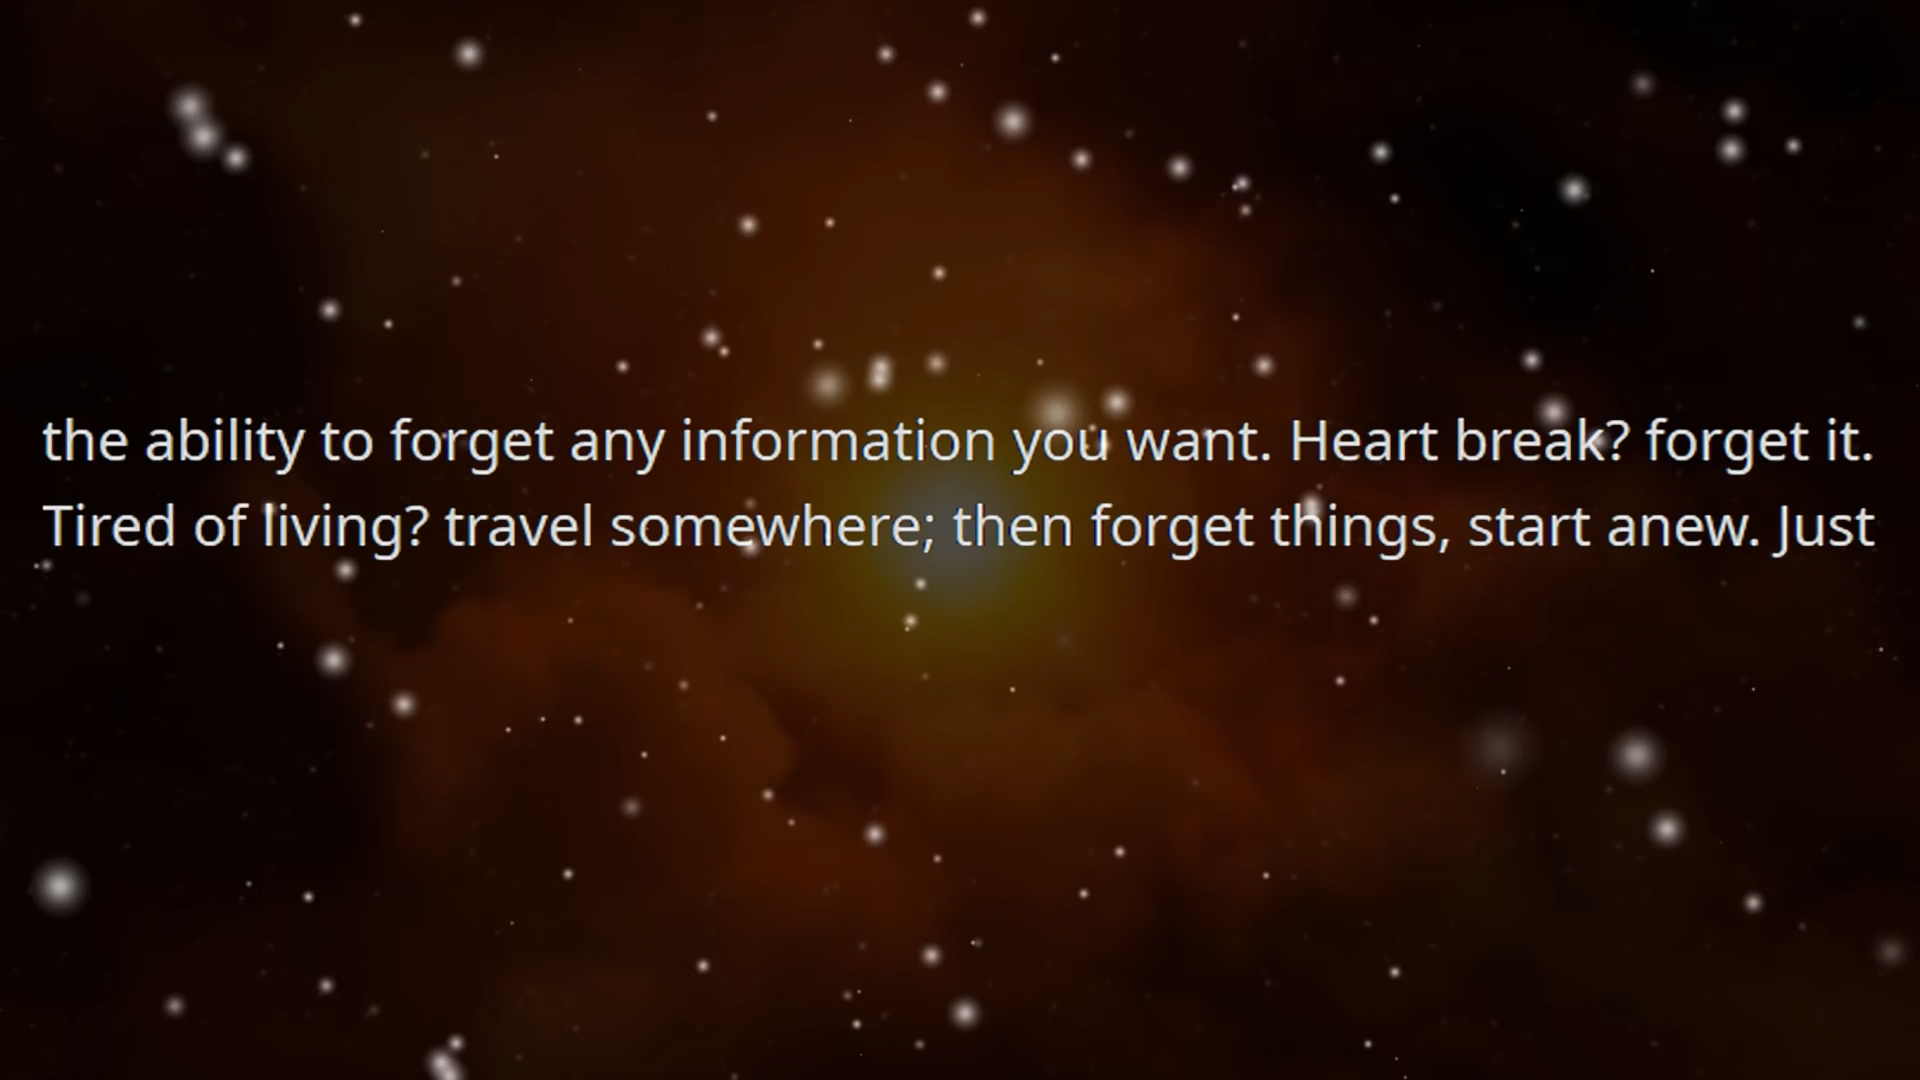 the ability to forget any information you want. Heart break? forget it.
Tired of living? travel somewhere; then forget things, start anew. Just